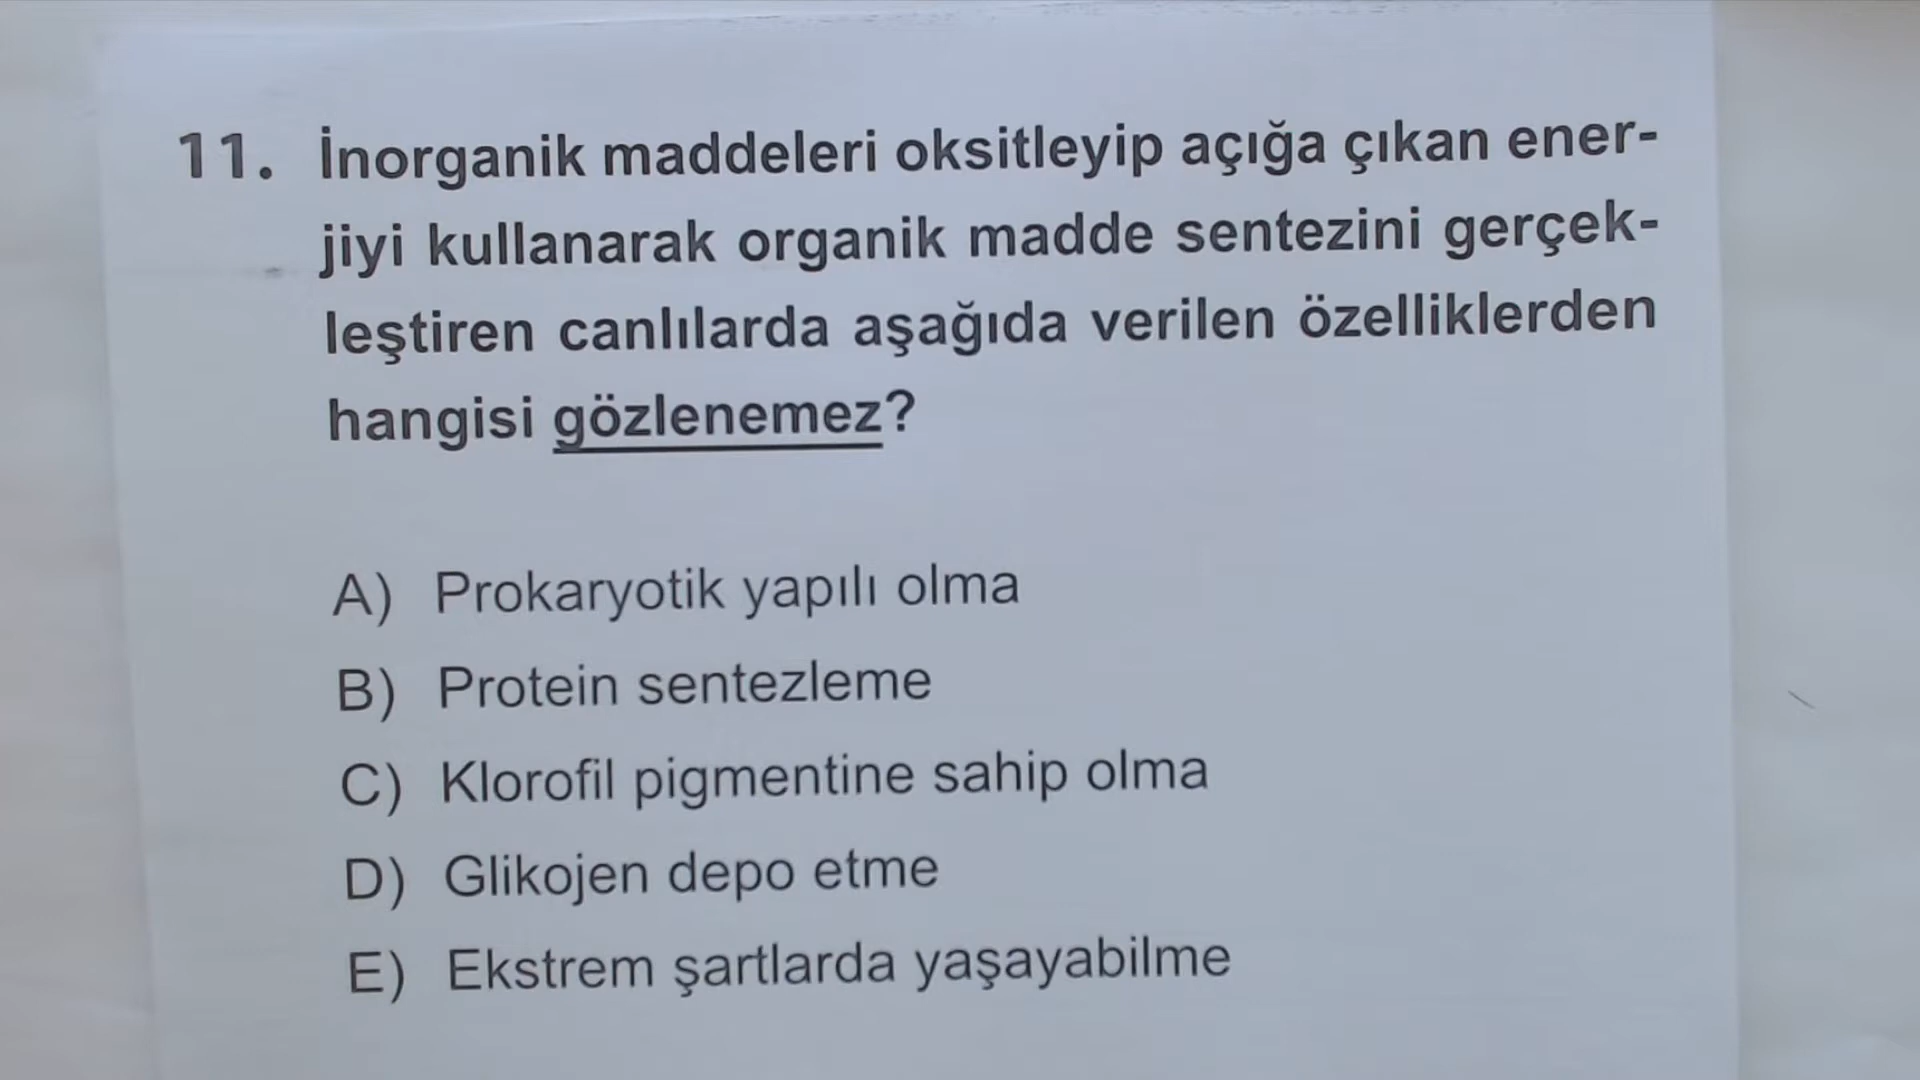 11. İnorganik maddeleri oksitleyip açığa çıkan ener-
jiyi kullanarak organik madde sentezini gerçek-
leştiren canlılarda aşağıda verilen özelliklerden
hangisi gözlenemez?
A) Prokaryotik yapılı olma
B) Protein sentezleme
C) Klorofil pigmentine sahip olma
D) Glikojen depo etme
E) Ekstrem şartlarda yaşayabilme